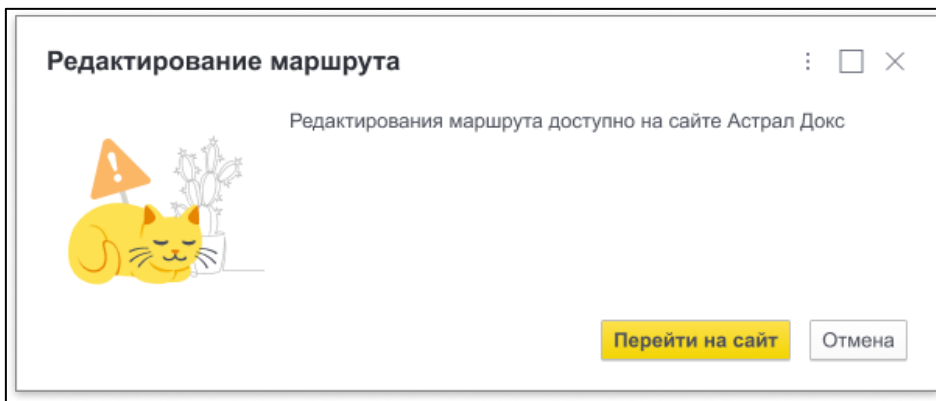 Редактирование маршрута
Редактирования маршрута доступно на сайте Астрал Докс
Перейти на сайт
Отмена